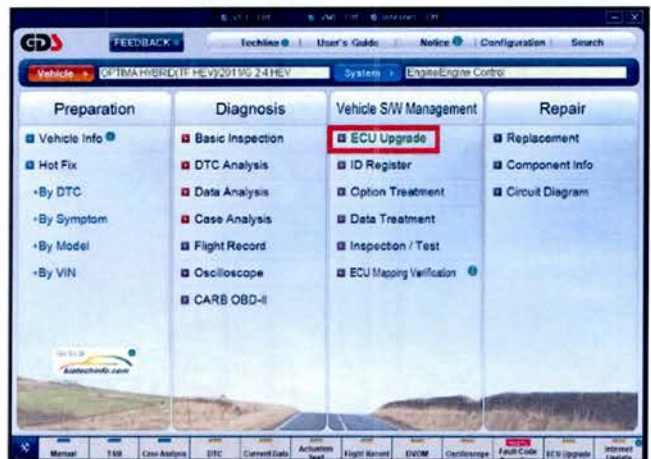 GDS
FEEDBACK
Techline | User's Guide | Notice | Configuration | Search
Vehicle
OPTIMA HYBRID(TF HEV)/2011/G 2.4 HEV
System
Engine/Engine Control
Preparation
Vehicle Info
Hot Fix
By DTC
By Symptom
By Model
By VIN
kiatechinfo.com
Diagnosis
Basic Inspection
DTC Analysis
Data Analysis
Case Analysis
Flight Record
Oscilloscope
CARB OBD-II
Vehicle S/W Management
ECU Upgrade
ID Register
Option Treatment
Data Treatment
Inspection / Test
ECU Mapping Verification
Repair
Replacement
Component Info
Circuit Diagram
Manual
TSB
Case Analysis
DTC
Current Data
Actuation Test
Flight Record
DVOM
Oscilloscope
Fault Code
ECU Upgrade
Internet Update